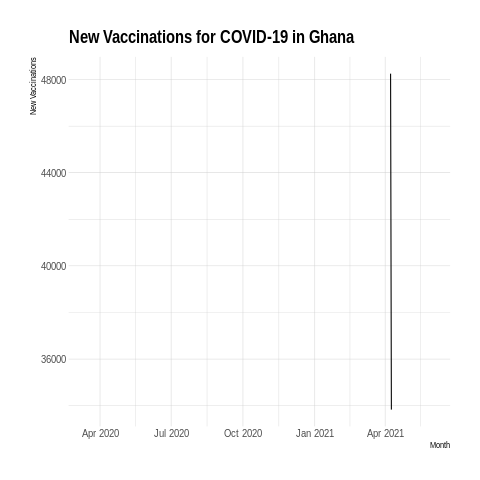 New Vaccinations for COVID-19 in Ghana
New Vaccinations
48000
44000
40000
36000
Apr 2020 Jul 2020 Oct 2020 Jan 2021 Apr 2021
Month